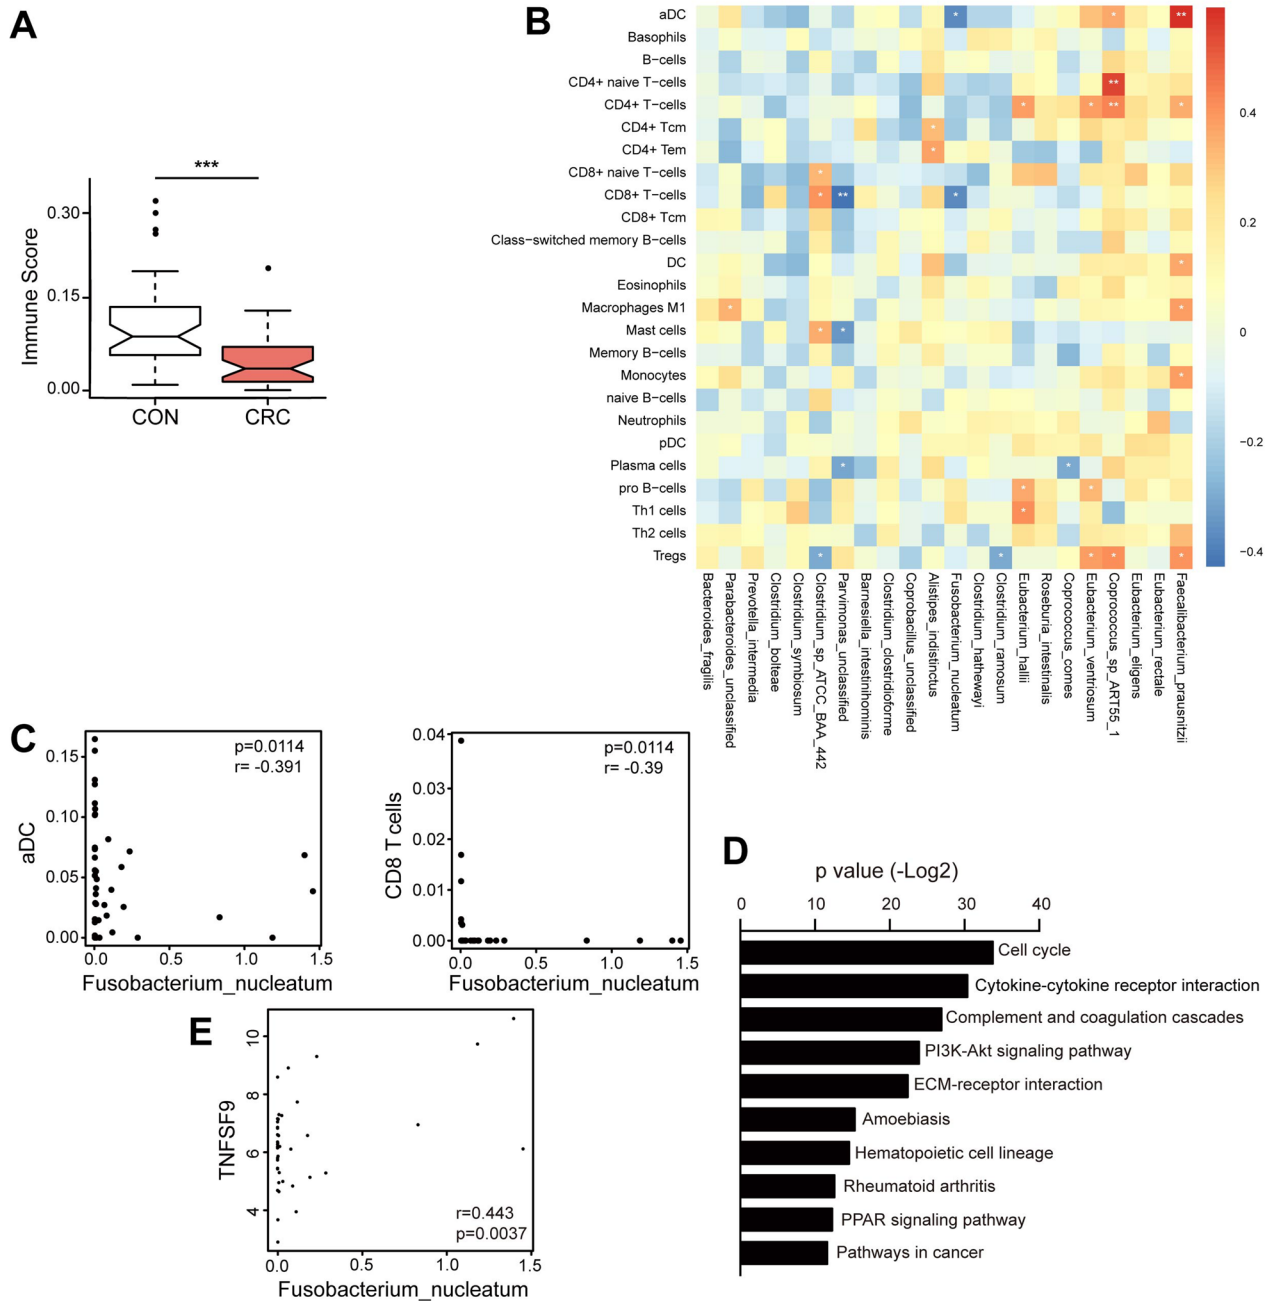 A
***
Immune Score
0.30
0.15
0.00
CON
CRC
B
aDC
Basophils
B−cells
CD4+ naive T−cells
CD4+ T−cells
CD4+ Tcm
CD4+ Tem
CD8+ naive T−cells
CD8+ T−cells
CD8+ Tcm
Class−switched memory B−cells
DC
Eosinophils
Macrophages M1
Mast cells
Memory B−cells
Monocytes
naive B−cells
Neutrophils
pDC
Plasma cells
pro B−cells
Th1 cells
Th2 cells
Tregs
* * **
**
* * ** *
*
*
*
* ** *
*
* *
* *
*
* *
* *
*
* * * * *
0.4
0.2
0
−0.2
−0.4
Bacteroides_fragilis
Parabacteroides_unclassified
Prevotella_intermedia
Clostridium_bolteae
Clostridium_symbiosum
Clostridium_sp_ATCC_BAA_442
Parvimonas_unclassified
Barnesiella_intestinihominis
Clostridium_clostridioforme
Coprobacillus_unclassified
Alistipes_indistinctus
Fusobacterium_nucleatum
Clostridium_hathewayi
Clostridium_ramosum
Eubacterium_hallii
Roseburia_intestinalis
Coprococcus_comes
Eubacterium_ventriosum
Coprococcus_sp_ART55_1
Eubacterium_eligens
Eubacterium_rectale
Faecalibacterium_prausnitzii
C
aDC
0.15
0.10
0.05
0.00
p=0.0114
r= -0.391
0.0 0.5 1.0 1.5
Fusobacterium_nucleatum
CD8 T cells
0.04
0.03
0.02
0.01
0.00
p=0.0114
r= -0.39
0.0 0.5 1.0 1.5
Fusobacterium_nucleatum
D
p value (-Log2)
0 10 20 30 40
Cell cycle
Cytokine-cytokine receptor interaction
Complement and coagulation cascades
PI3K-Akt signaling pathway
ECM-receptor interaction
Amoebiasis
Hematopoietic cell lineage
Rheumatoid arthritis
PPAR signaling pathway
Pathways in cancer
E
TNFSF9
10
8
6
4
r=0.443
p=0.0037
0.0 0.5 1.0 1.5
Fusobacterium_nucleatum